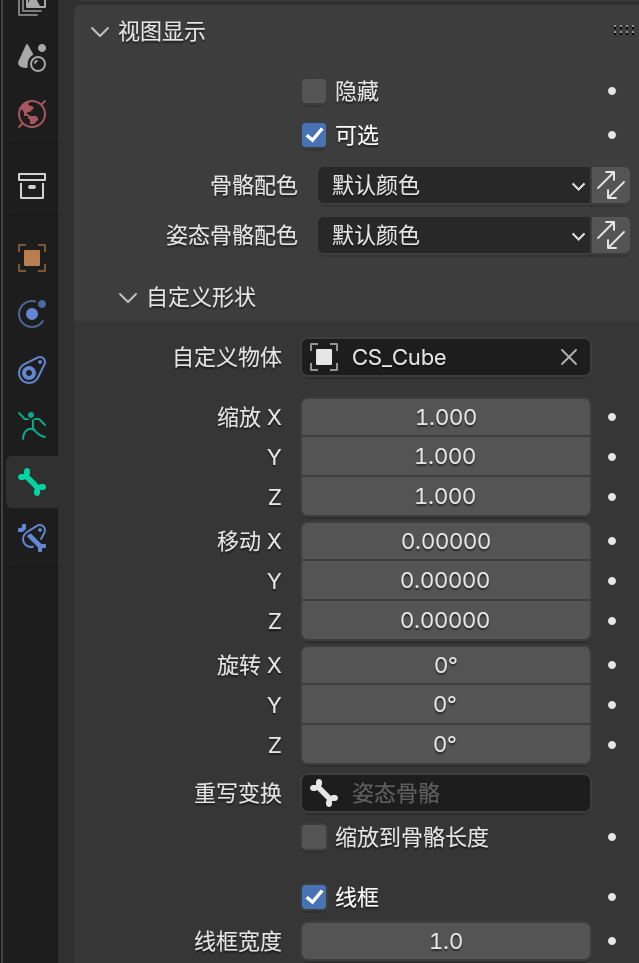 视图显示
隐藏
可选
骨骼配色 默认颜色
姿态骨骼配色 默认颜色
自定义形状
自定义物体 CS_Cube
缩放 X 1.000
Y 1.000
Z 1.000
移动 X 0.00000
Y 0.00000
Z 0.00000
旋转 X 0°
Y 0°
Z 0°
重写变换 姿态骨骼
缩放到骨骼长度
线框
线框宽度 1.0